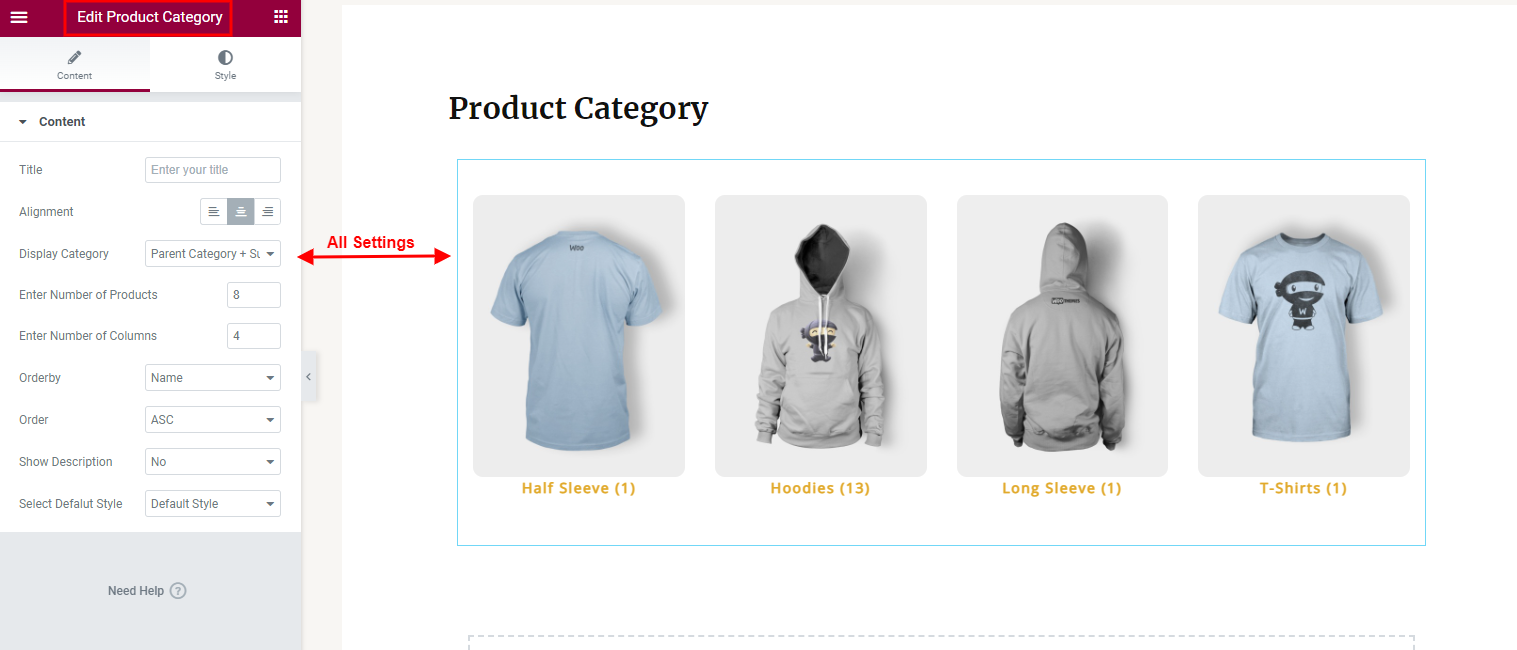 Edit Product Category
Content
Style
Content
Title
Enter your title
Alignment
Display Category
Parent Category + Su
Enter Number of Products
8
Enter Number of Columns
4
Orderby
Name
Order
ASC
Show Description
No
Select Defalut Style
Default Style
Need Help ?
All Settings
Product Category
Woo
W
Half Sleeve (1)
Hoodies (13)
Long Sleeve (1)
T-Shirts (1)